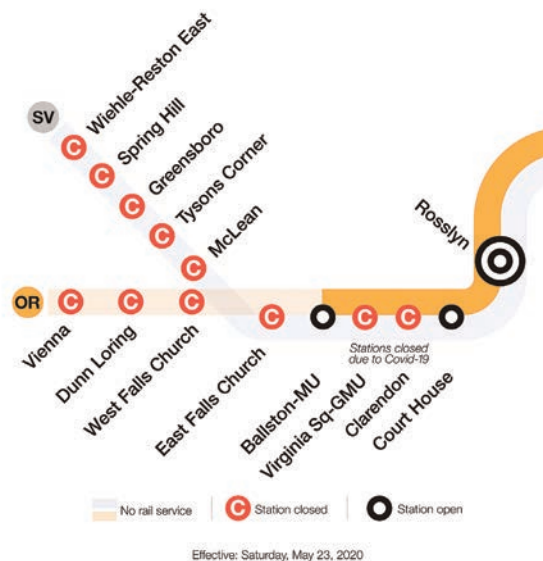 SV
Wiehle-Reston East
Spring Hill
Greensboro
Tysons Corner
McLean
Rosslyn
OR
C
C
C
C
C
C
C
C
C
C
C
Stations closed
due to Covid-19
Vienna
Dunn Loring
West Falls Church
East Falls Church
Ballston-MU
Virginia Sq-GMU
Clarendon
Court House
No rail service
C Station closed
Station open
Effective: Saturday, May 23, 2020